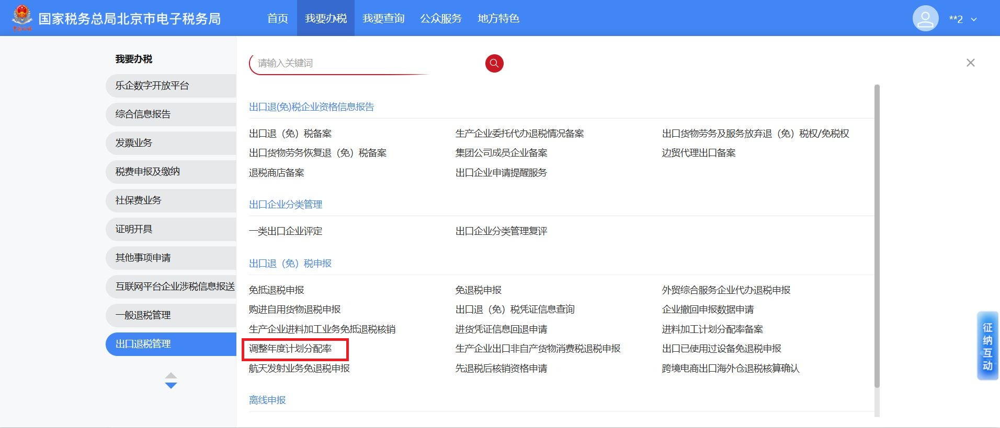 国家税务总局北京市电子税务局
首页 我要办税 我要查询 公众服务 地方特色
**2
我要办税
乐企数字开放平台
综合信息报告
发票业务
税费申报及缴纳
社保费业务
证明开具
其他事项申请
互联网平台企业涉税信息报送
一般退税管理
出口退税管理
请输入关键词
出口退(免)税企业资格信息报告
出口退（免）税备案 生产企业委托代办退税情况备案 出口货物劳务及服务放弃退（免）税权/免税权
出口货物劳务恢复退（免）税备案 集团公司成员企业备案 边贸代理出口备案
退税商店备案 出口企业申请提醒服务
出口企业分类管理
一类出口企业评定 出口企业分类管理复评
出口退（免）税申报
免抵退税申报 免退税申报 外贸综合服务企业代办退税申报
购进自用货物退税申报 出口退（免）税凭证信息查询 企业撤回申报数据申请
生产企业进料加工业务免抵退税核销 进货凭证信息回退申请 进料加工计划分配率备案
调整年度计划分配率 生产企业出口非自产货物消费税退税申报 出口已使用过设备免退税申报
航天发射业务免退税申报 先退税后核销资格申请 跨境电商出口海外仓退税核算确认
离线申报
征纳互动